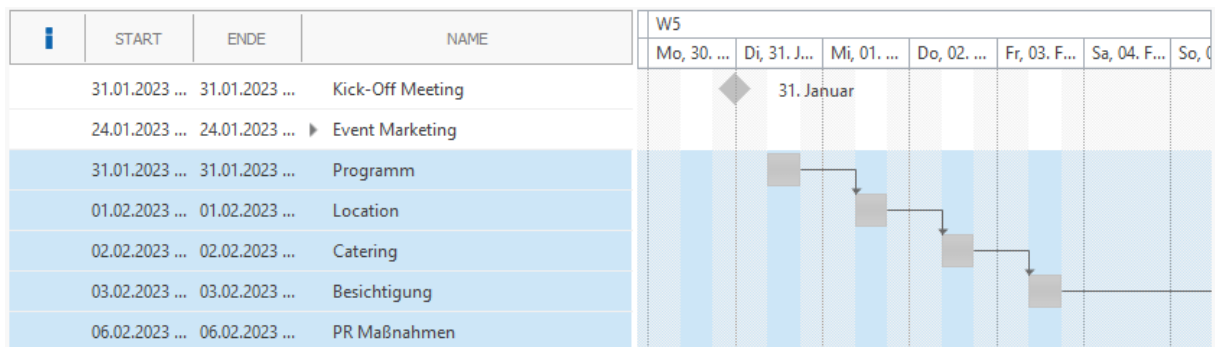 START ENDE NAME
W5
Mo, 30. ... Di, 31. J... Mi, 01. ... Do, 02. ... Fr, 03. F... Sa, 04. F... So,
31.01.2023 ... 31.01.2023 ... Kick-Off Meeting 31. Januar
24.01.2023 ... 24.01.2023 ... Event Marketing
31.01.2023 ... 31.01.2023 ... Programm
01.02.2023 ... 01.02.2023 ... Location
02.02.2023 ... 02.02.2023 ... Catering
03.02.2023 ... 03.02.2023 ... Besichtigung
06.02.2023 ... 06.02.2023 ... PR Maßnahmen